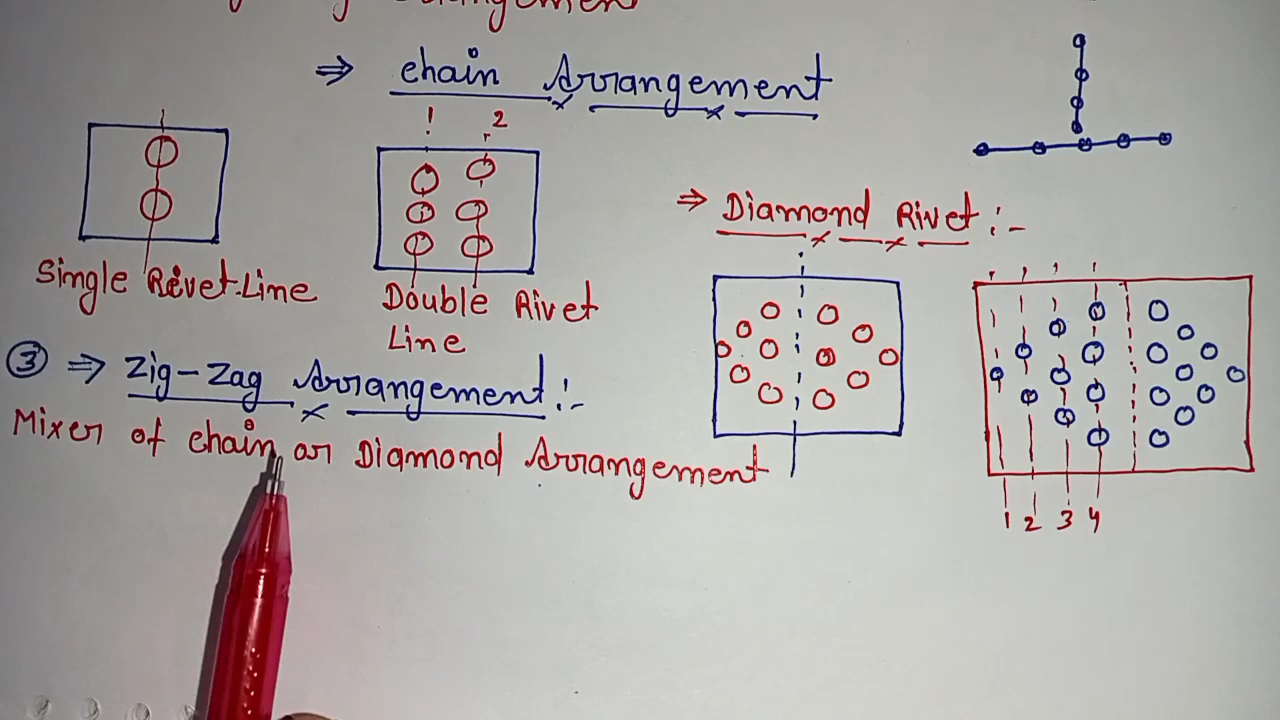 ⇒ chain Arrangement
1 2
Single Rivet-Line
Double Rivet
Line
⇒ Diamond Rivet :-
1 2 3 4
③ ⇒ Zig-Zag Arrangement :-
Mixer of chain or Diamond Arrangement